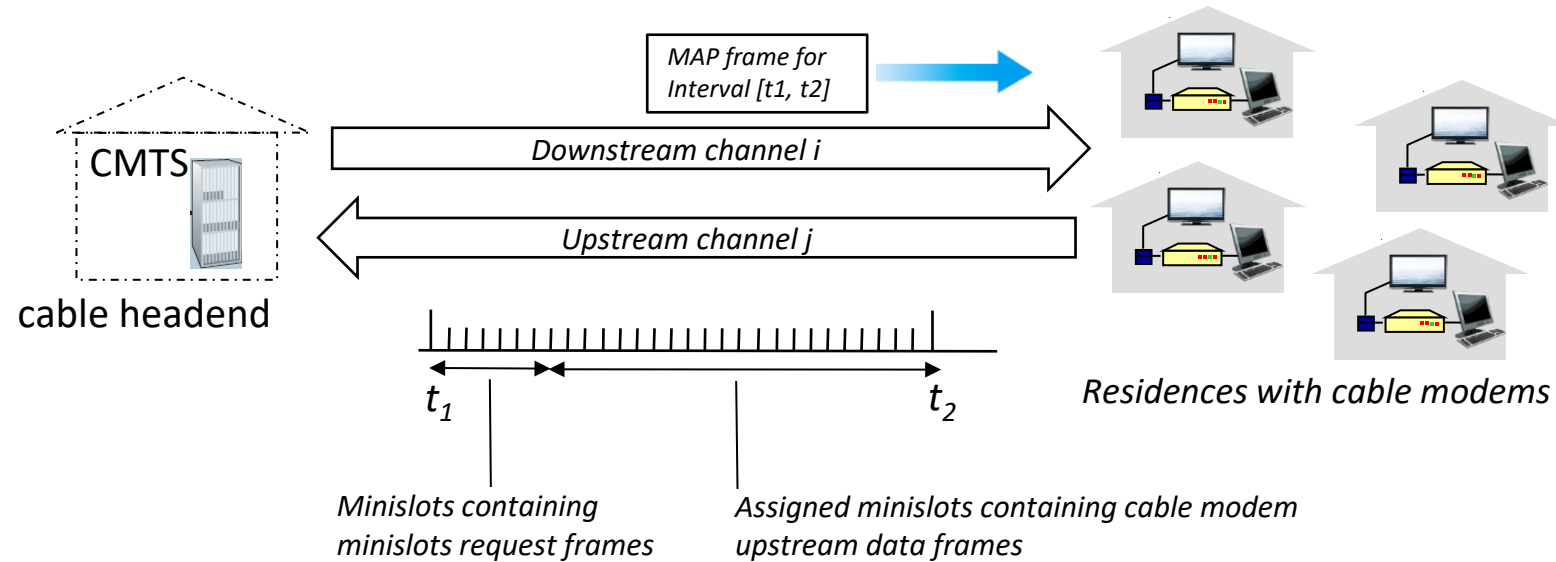 MAP frame for
Interval [t1, t2]
CMTS
Downstream channel i
Upstream channel j
cable headend
t1
t2
Residences with cable modems
Minislots containing
minislots request frames
Assigned minislots containing cable modem
upstream data frames